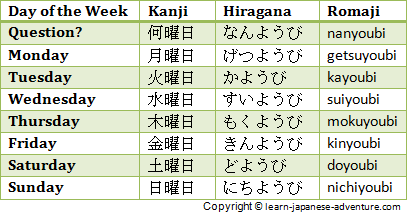 Day of the Week Kanji Hiragana Romaji
Question? 何曜日 なんようび nanyoubi
Monday 月曜日 げつようび getsuyoubi
Tuesday 火曜日 かようび kayoubi
Wednesday 水曜日 すいようび suiyoubi
Thursday 木曜日 もくようび mokuyoubi
Friday 金曜日 きんようび kinyoubi
Saturday 土曜日 どようび doyoubi
Sunday 日曜日 にちようび nichiyoubi
Copyright © learn-japanese-adventure.com